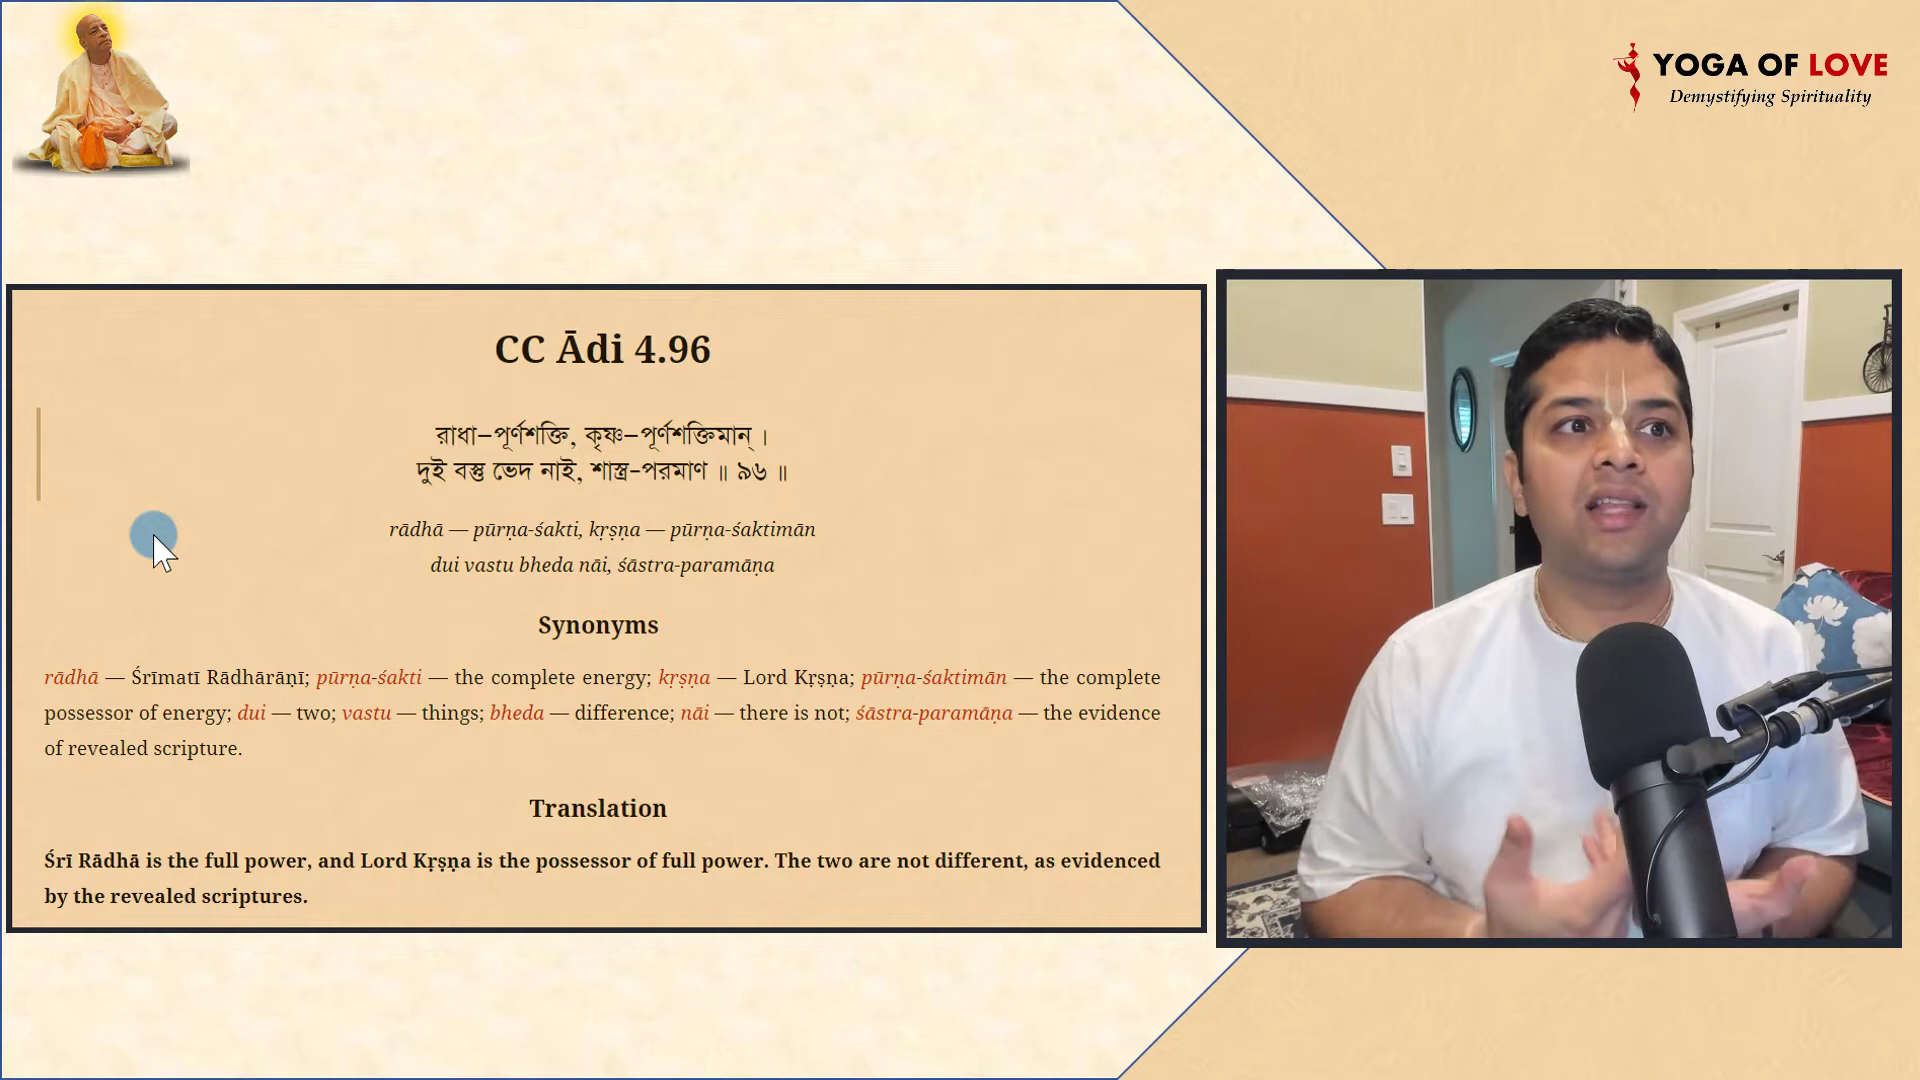 YOGA OF LOVE
Demystifying Spirituality
CC Ādi 4.96
রাধা—পূর্ণশক্তি, কৃষ্ণ—পূর্ণশক্তিমান্ ।
দুই বস্তু ভেদ নাই, শাস্ত্র-পরমাণ ॥ ৯৬ ॥
rādhā — pūrṇa-śakti, kṛṣṇa — pūrṇa-śaktimān
dui vastu bheda nāi, śāstra-paramāṇa
Synonyms
rādhā — Śrīmatī Rādhārāṇī; pūrṇa-śakti — the complete energy; kṛṣṇa — Lord Kṛṣṇa; pūrṇa-śaktimān — the complete
possessor of energy; dui — two; vastu — things; bheda — difference; nāi — there is not; śāstra-paramāṇa — the evidence
of revealed scripture.
Translation
Śrī Rādhā is the full power, and Lord Kṛṣṇa is the possessor of full power. The two are not different, as evidenced
by the revealed scriptures.